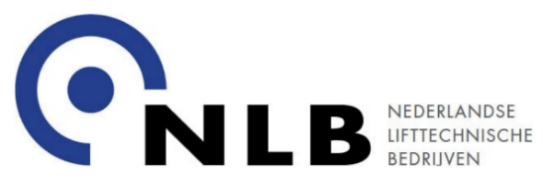 NLB
NEDERLANDSE
LIFTTECHNISCHE
BEDRIJVEN